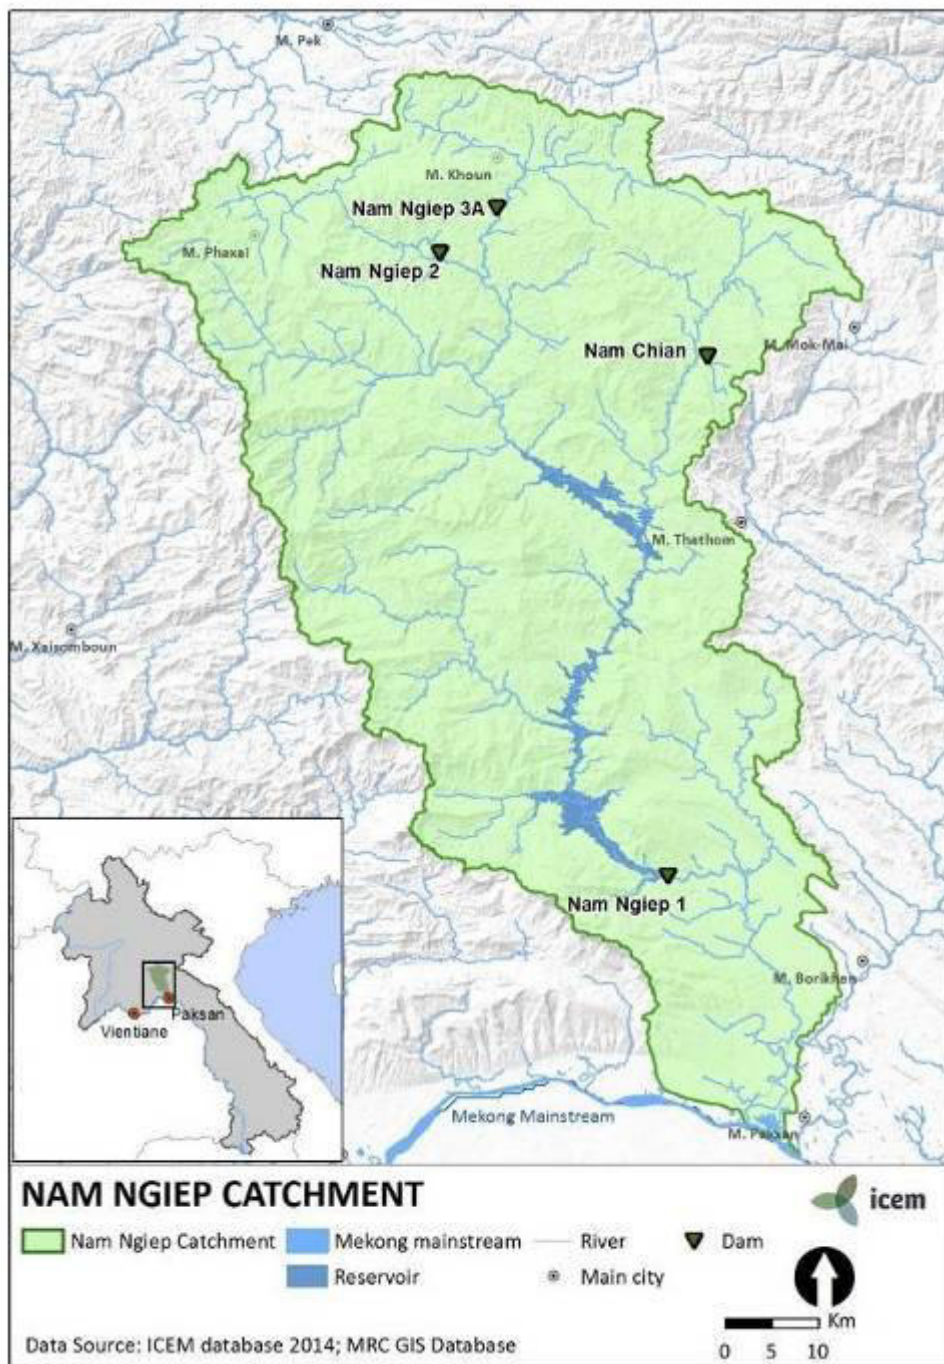 M. Pek
M. Khoun
Nam Ngiep 3A
M. Phaxai
Nam Ngiep 2
M. Mok-Mai
Nam Chian
M. Thathom
M. Xaisomboun
Nam Ngiep 1
M. Borikhan
Paksan
Vientiane
Mekong Mainstream
M. Pakxan
NAM NGIEP CATCHMENT
icem
Nam Ngiep Catchment
Mekong mainstream
River
Dam
Reservoir
Main city
Km
Data Source: ICEM database 2014; MRC GIS Database
0 5 10